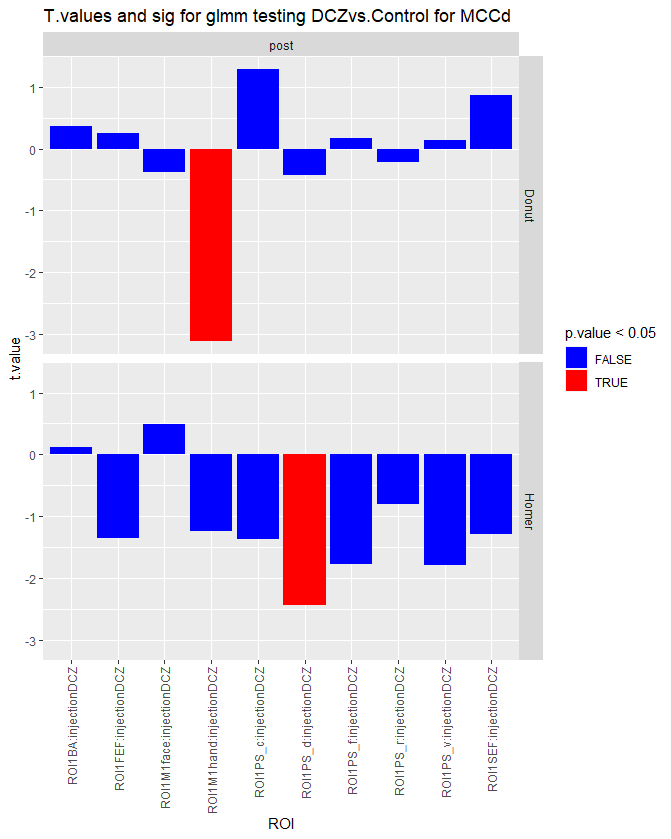 T.values and sig for glmm testing DCZvs.Control for MCCd
post
1
0
-1
-2
-3
Donut
1
0
-1
-2
-3
Homer
t.value
ROI1BA:injectionDCZ
ROI1FEF:injectionDCZ
ROI1M1face:injectionDCZ
ROI1M1hand:injectionDCZ
ROI1PS_c:injectionDCZ
ROI1PS_d:injectionDCZ
ROI1PS_f:injectionDCZ
ROI1PS_r:injectionDCZ
ROI1PS_v:injectionDCZ
ROI1SEF:injectionDCZ
ROI
p.value < 0.05
FALSE
TRUE